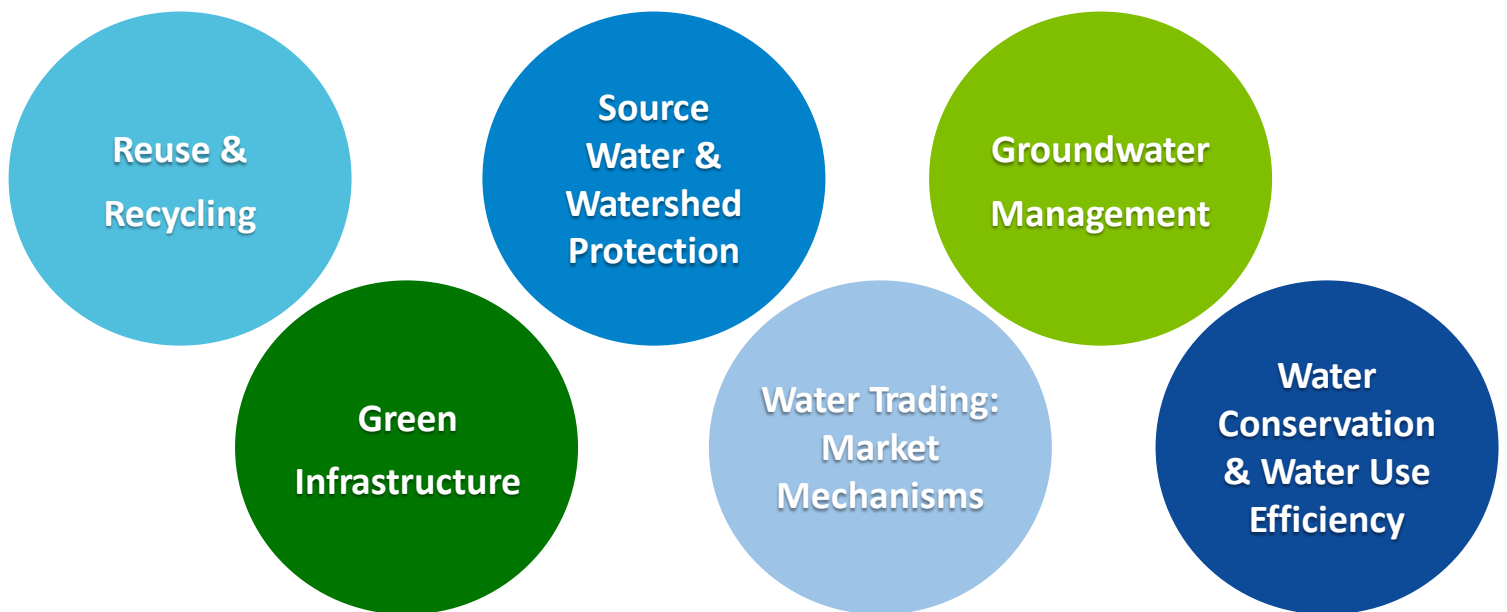 Reuse &
Recycling
Source
Water &
Watershed
Protection
Groundwater
Management
Green
Infrastructure
Water Trading:
Market
Mechanisms
Water
Conservation
& Water Use
Efficiency